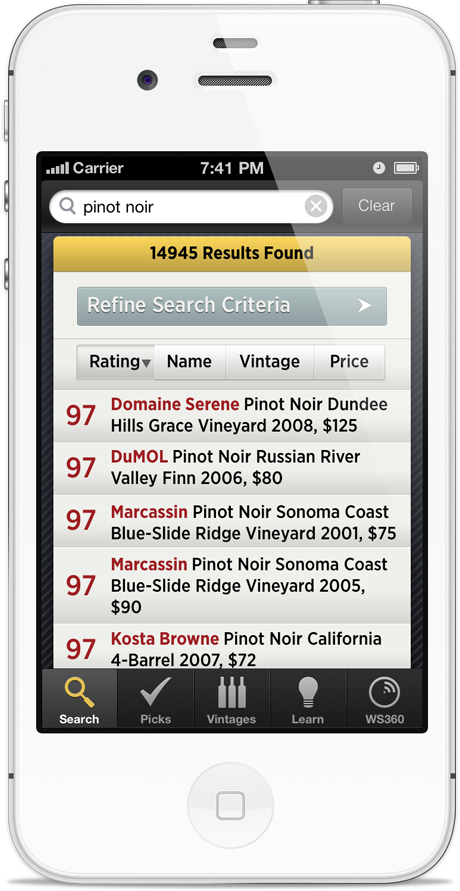 Carrier 7:41 PM
pinot noir
Clear
14945 Results Found
Refine Search Criteria
Rating Name Vintage Price
97 Domaine Serene Pinot Noir Dundee
Hills Grace Vineyard 2008, $125
97 DuMOL Pinot Noir Russian River
Valley Finn 2006, $80
97 Marcassin Pinot Noir Sonoma Coast
Blue-Slide Ridge Vineyard 2001, $75
97 Marcassin Pinot Noir Sonoma Coast
Blue-Slide Ridge Vineyard 2005,
$90
97 Kosta Browne Pinot Noir California
4-Barrel 2007, $72
Search Picks Vintages Learn WS360